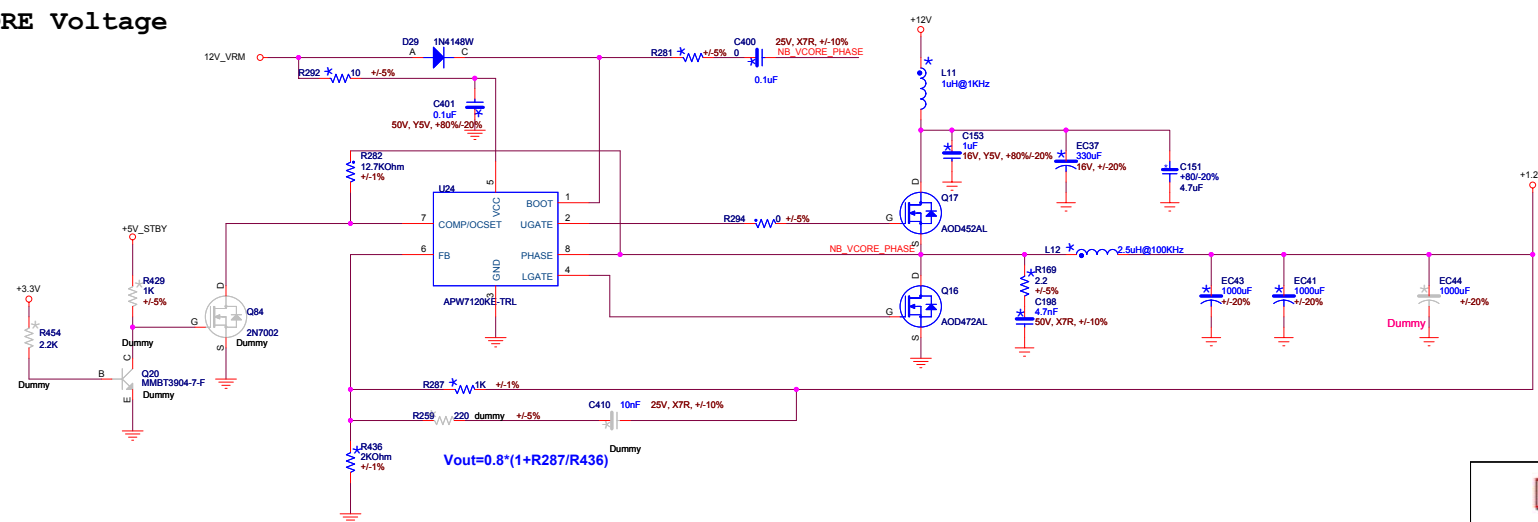 RE Voltage
+12V
D29 1N4148W
A C
12V_VRM
R292 10 +/-5%
R281 +/-5% 0
C400 25V, X7R, +/-10%
NB_VCORE_PHASE
0.1uF
L11
1uH@1KHz
C401
0.1uF
50V, Y5V, +80%/-20%
C153
1uF
16V, Y5V, +80%/-20%
EC37
330uF
16V, +/-20%
C151
+80/-20%
4.7uF
+1.2
R282
12.7KOhm
+/-1%
U24
5
VCC
BOOT 1
7 COMP/OCSET
UGATE 2
6 FB
PHASE 8
GND
LGATE 4
3
APW7120KE-TRL
R294 0 +/-5%
D
G
S
Q17
AOD452AL
NB_VCORE_PHASE
L12 2.5uH@100KHz
D
G
S
Q16
AOD472AL
R169
2.2
+/-5%
C198
4.7nF
50V, X7R, +/-10%
EC43
1000uF
+/-20%
EC41
1000uF
+/-20%
EC44
1000uF
+/-20%
Dummy
+5V_STBY
R429
1K
+/-5%
Dummy
+3.3V
R454
2.2K
Dummy
D
G
S
Q84
2N7002
Dummy
C
B
E
Q20
MMBT3904-7-F
Dummy
R287 1K +/-1%
R259 220 dummy +/-5%
C410 10nF 25V, X7R, +/-10%
Dummy
R436
2KOhm
+/-1%
Vout=0.8*(1+R287/R436)